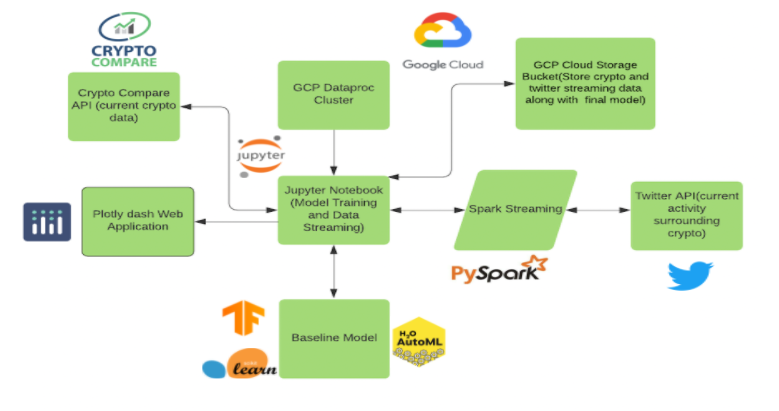 CRYPTO
COMPARE
Google Cloud
Crypto Compare
API (current crypto
data)
GCP Dataproc
Cluster
GCP Cloud Storage
Bucket(Store crypto and
twitter streaming data
along with final model)
jupyter
Plotly dash Web
Application
Jupyter Notebook
(Model Training
and Data
Streaming)
Spark Streaming
Twitter API(current
activity
surrounding
crypto)
PySpark
Baseline Model
learn
H2O
AutoML